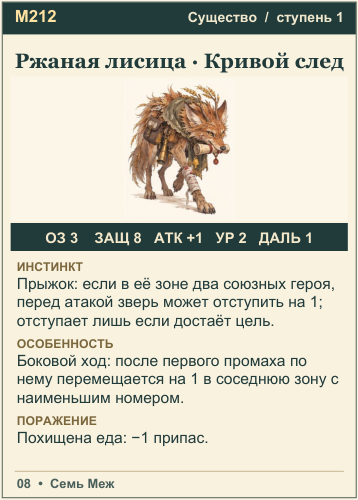 М212
Существо / ступень 1
Ржаная лисица · Кривой след
ОЗ 3 ЗАЩ 8 АТК +1 УР 2 ДАЛЬ 1
ИНСТИНКТ
Прыжок: если в её зоне два союзных героя,
перед атакой зверь может отступить на 1;
отступает лишь если достаёт цель.
ОСОБЕННОСТЬ
Боковой ход: после первого промаха по
нему перемещается на 1 в соседнюю зону с
наименьшим номером.
ПОРАЖЕНИЕ
Похищена еда: −1 припас.
08 • Семь Меж